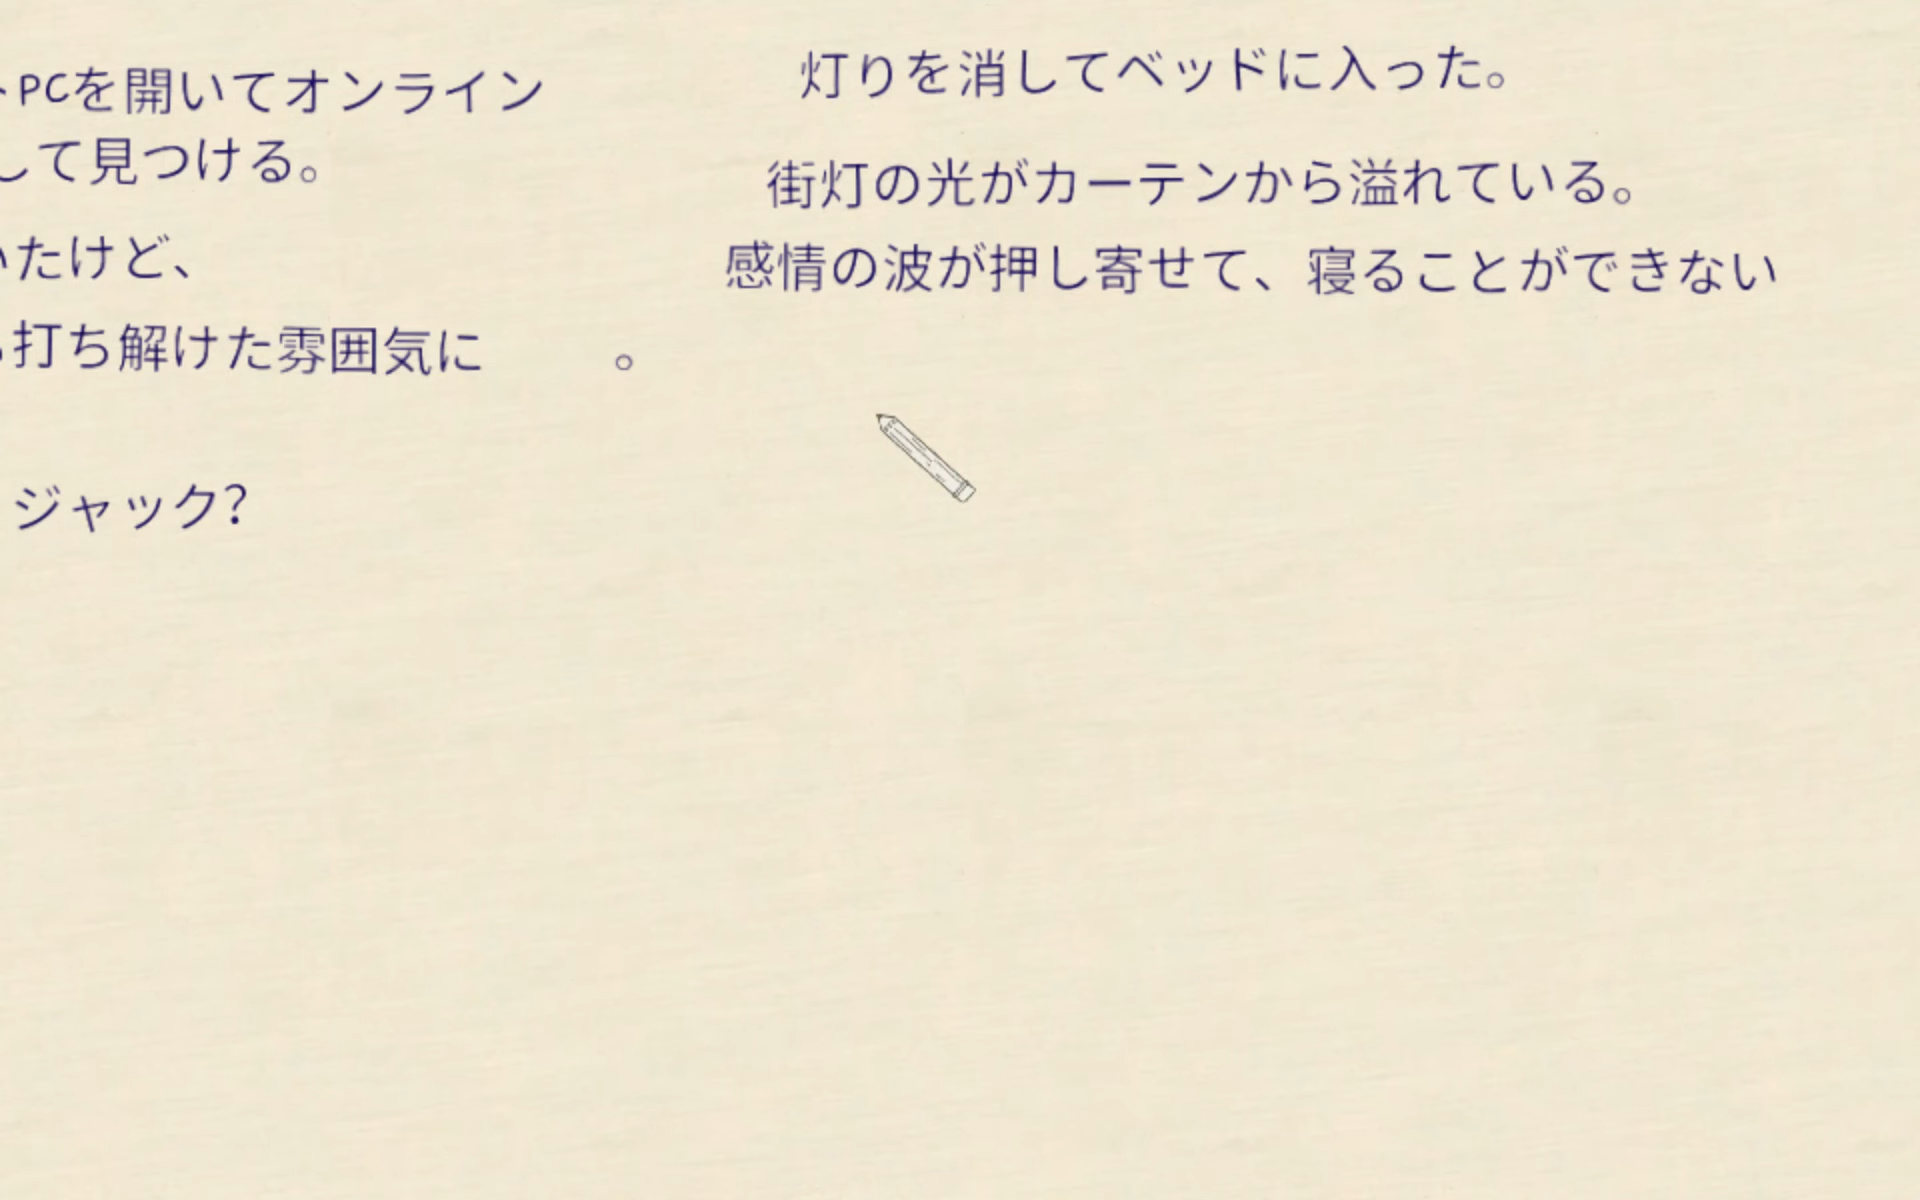 PCを開いてオンライン
して見つける。
たけど、
打ち解けた雰囲気に　　。
ジャック?
灯りを消してベッドに入った。
街灯の光がカーテンから溢れている。
感情の波が押し寄せて、寝ることができない